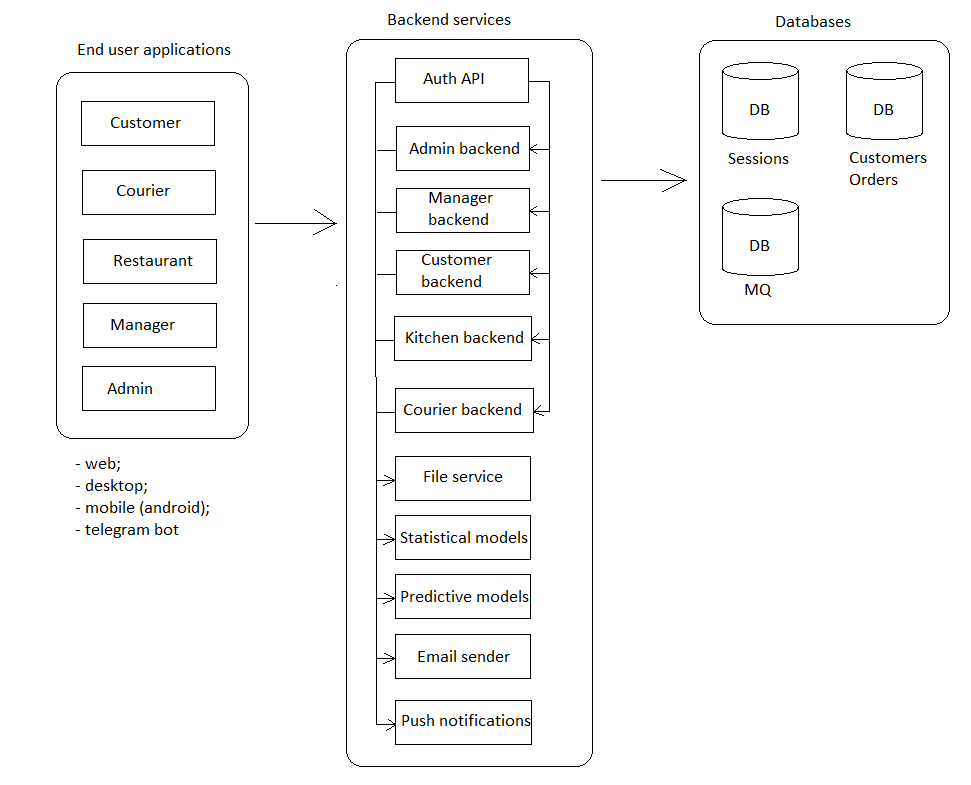 End user applications
Customer
Courier
Restaurant
Manager
Admin
- web;
- desktop;
- mobile (android);
- telegram bot
Backend services
Auth API
Admin backend
Manager
backend
Customer
backend
Kitchen backend
Courier backend
File service
Statistical models
Predictive models
Email sender
Push notifications
Databases
DB
Sessions
DB
Customers
Orders
DB
MQ